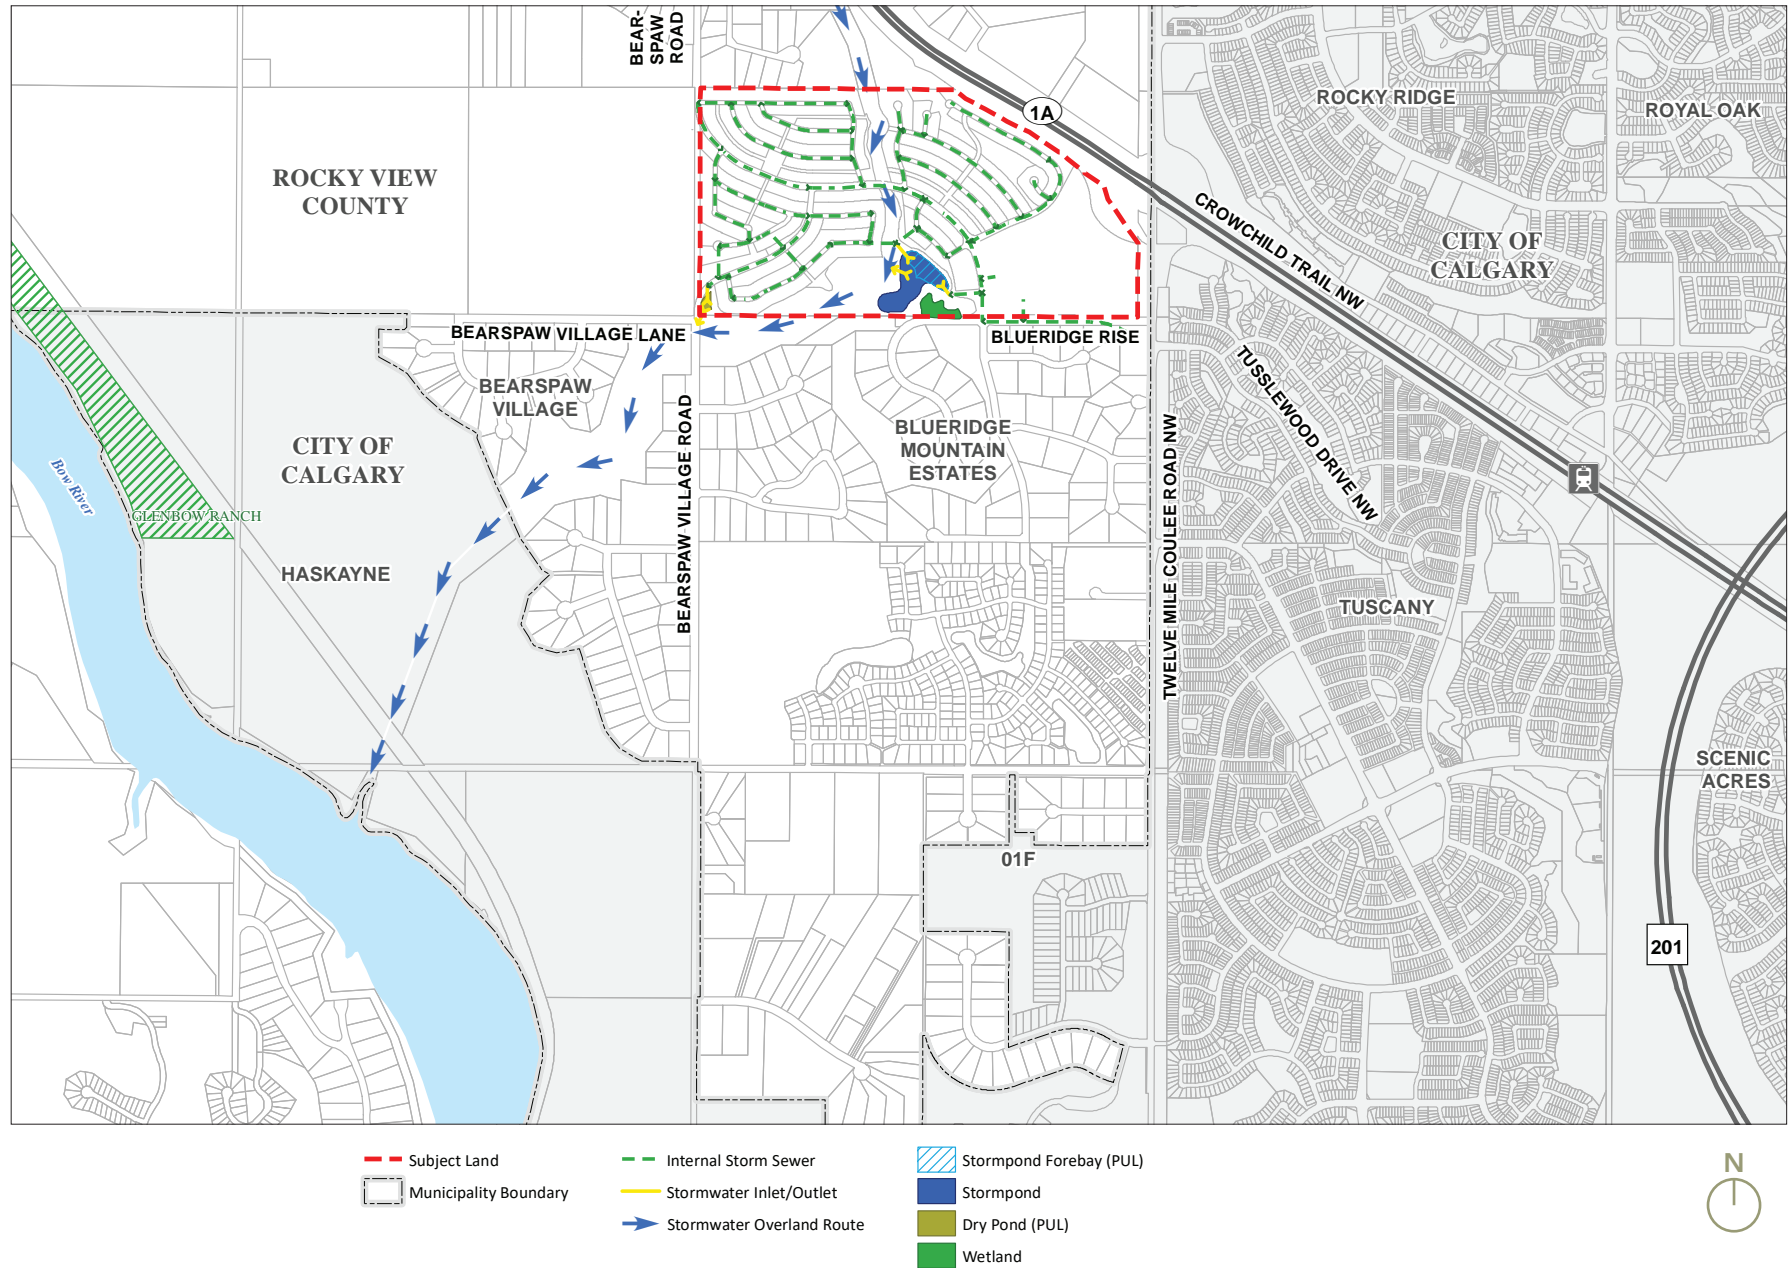 BEAR-
SPAW
ROAD
1A
ROCKY RIDGE
ROYAL OAK
ROCKY VIEW
COUNTY
CROWCHILD TRAIL NW
CITY OF
CALGARY
BEARSPAW VILLAGE LANE
BLUERIDGE RISE
BEARSPAW
VILLAGE
TUSSLEWOOD DRIVE NW
BLUERIDGE
MOUNTAIN
ESTATES
CITY OF
CALGARY
Bow River
GLENBOW RANCH
HASKAYNE
BEARSPAW VILLAGE ROAD
TWELVE MILE COULEE ROAD NW
TUSCANY
SCENIC
ACRES
01F
201
Subject Land
Municipality Boundary
Internal Storm Sewer
Stormwater Inlet/Outlet
Stormwater Overland Route
Stormpond Forebay (PUL)
Stormpond
Dry Pond (PUL)
Wetland
N